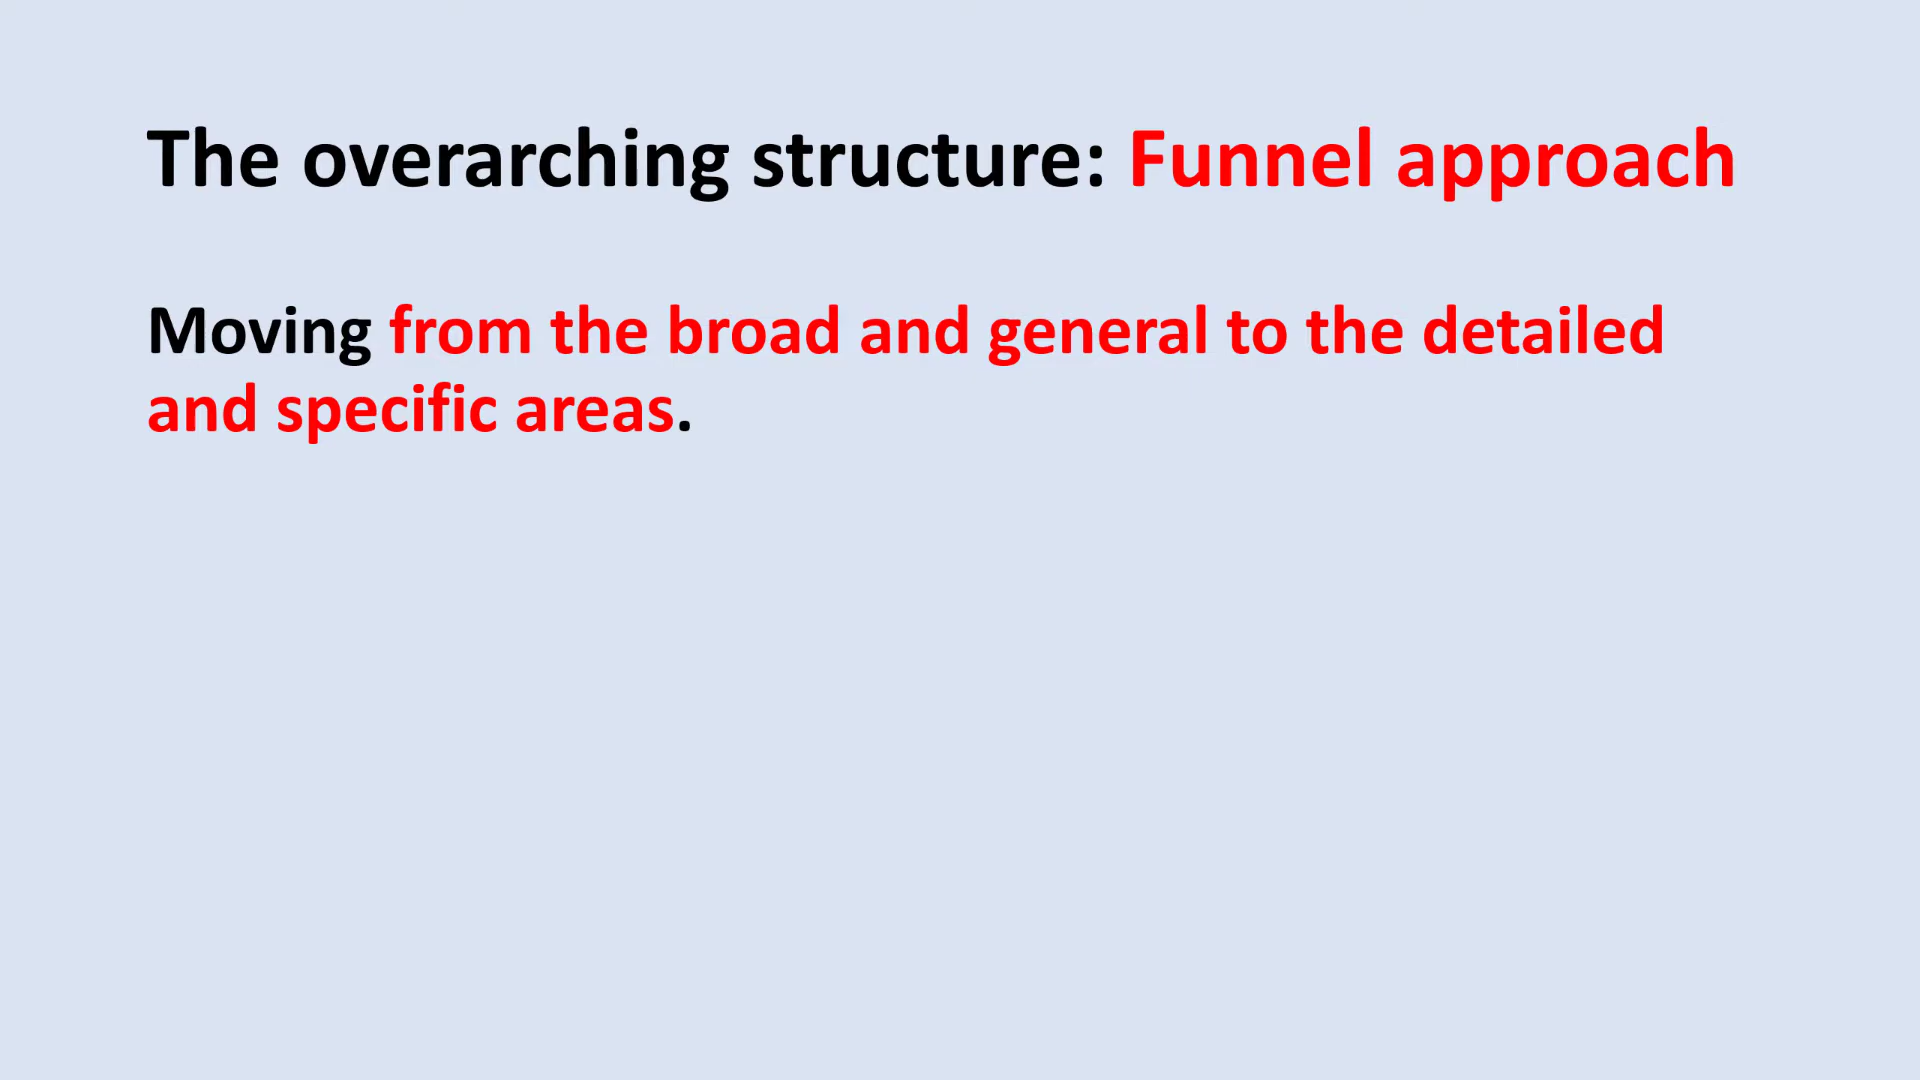 The overarching structure: Funnel approach
Moving from the broad and general to the detailed
and specific areas.